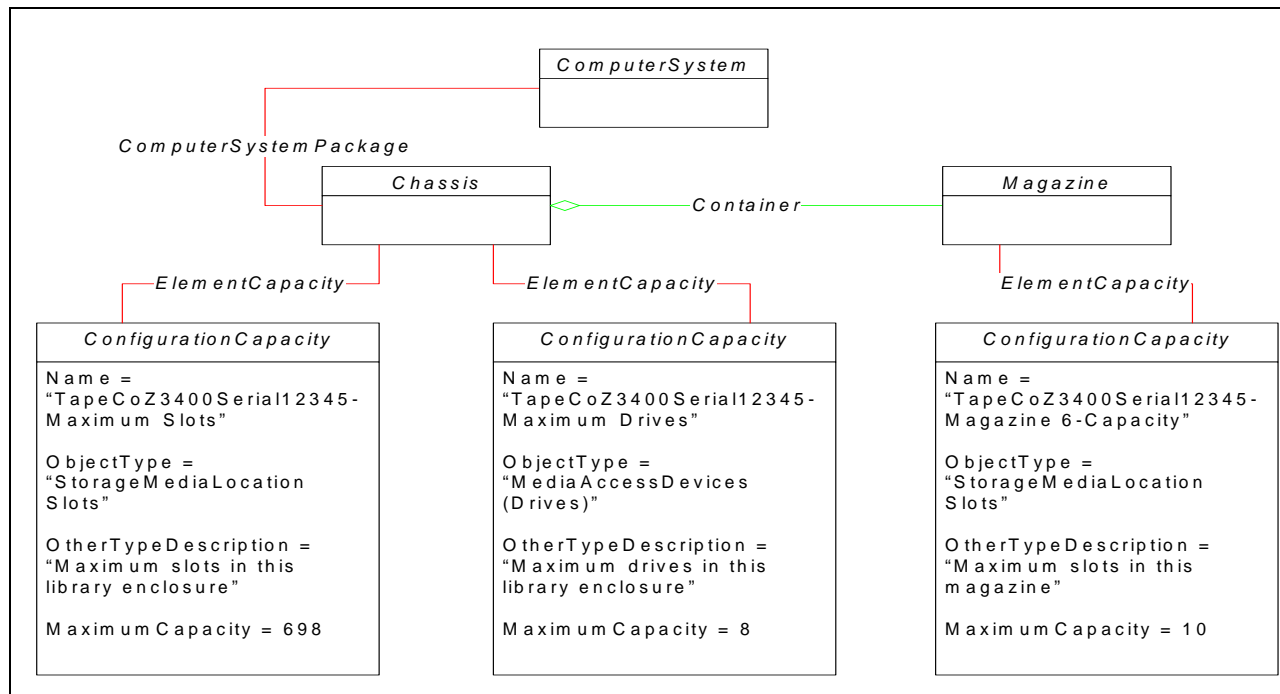 ComputerSystem
ComputerSystemPackage
Chassis
Magazine
Container
ElementCapacity
ElementCapacity
ElementCapacity
ConfigurationCapacity
Name =
“TapeCoZ3400Serial12345-
Maximum Slots”
ObjectType =
“StorageMediaLocation
Slots”
OtherTypeDescription =
“Maximum slots in this
library enclosure”
MaximumCapacity = 698
ConfigurationCapacity
Name =
“TapeCoZ3400Serial12345-
Maximum Drives”
ObjectType =
“MediaAccessDevices
(Drives)”
OtherTypeDescription =
“Maximum drives in this
library enclosure”
MaximumCapacity = 8
ConfigurationCapacity
Name =
“TapeCoZ3400Serial12345-
Magazine 6-Capacity”
ObjectType =
“StorageMediaLocation
Slots”
OtherTypeDescription =
“Maximum slots in this
magazine”
MaximumCapacity = 10